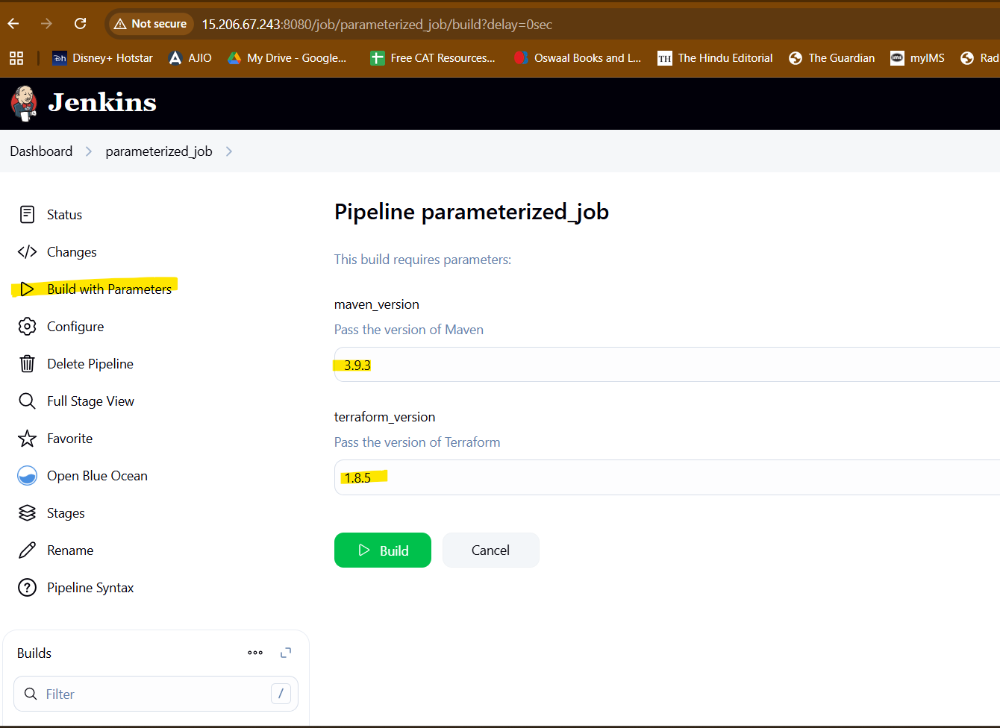 Not secure 15.206.67.243:8080/job/parameterized_job/build?delay=0sec
Disney+ Hotstar AJIO My Drive - Google... Free CAT Resources... Oswaal Books and L... TH The Hindu Editorial The Guardian ims myIMS Rad
Jenkins
Dashboard parameterized_job
Status
Changes
Build with Parameters
Configure
Delete Pipeline
Full Stage View
Favorite
Open Blue Ocean
Stages
Rename
Pipeline Syntax
Builds
Filter /
Pipeline parameterized_job
This build requires parameters:
maven_version
Pass the version of Maven
3.9.3
terraform_version
Pass the version of Terraform
1.8.5
Build Cancel